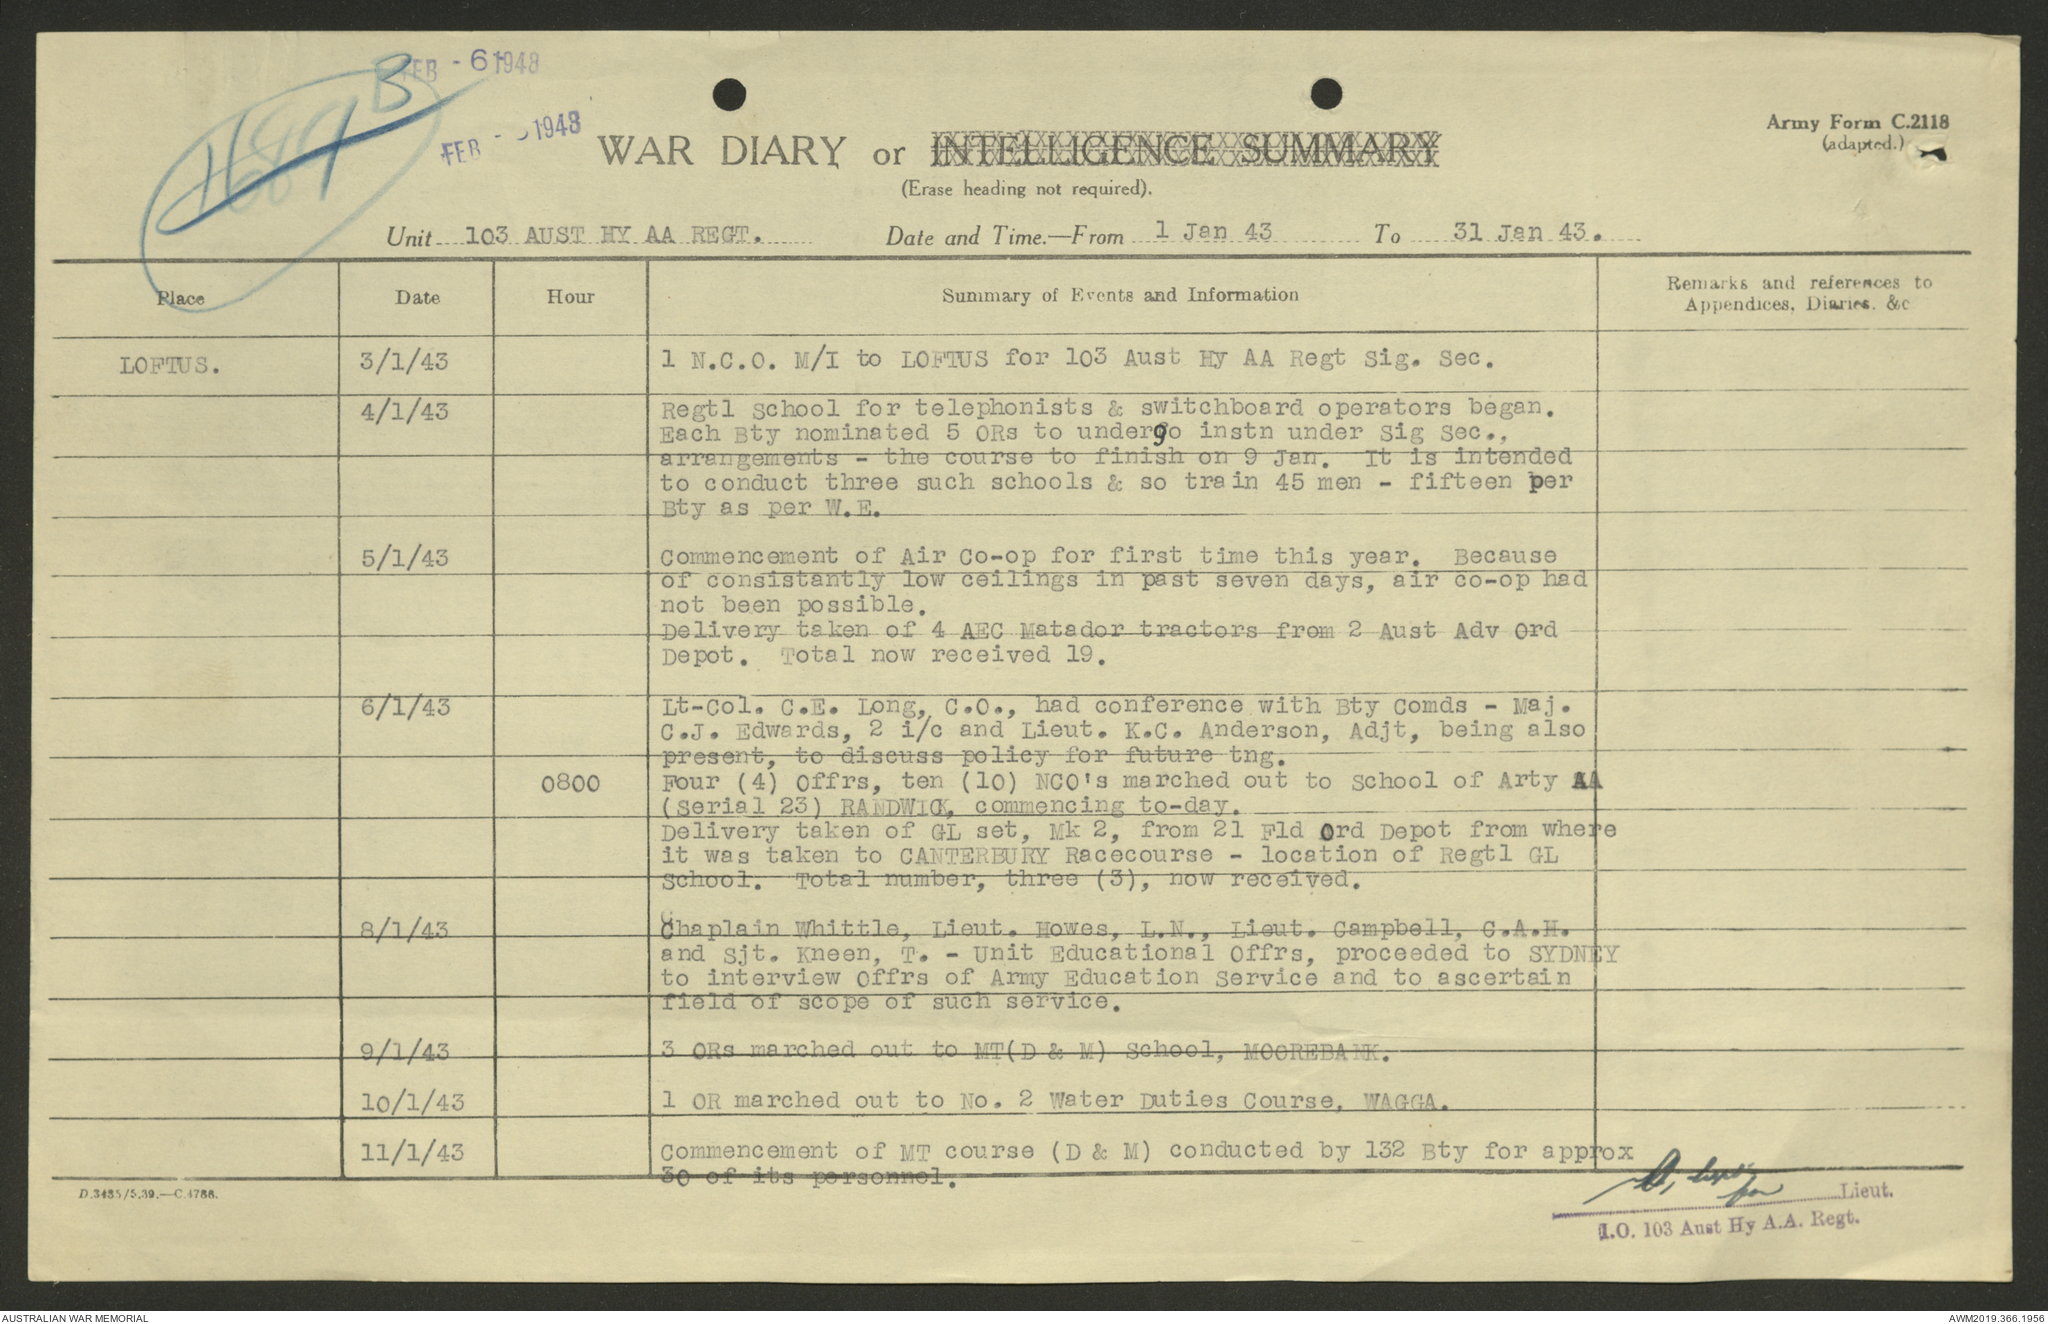 B
FEB - 6 1948
FEB - 1948
WAR DIARY or INTELLIGENCE SUMMARY
(Erase heading not required).
Army Form C.2118
(adapted.)
Unit 103 AUST HY AA REGT. Date and Time.—From 1 Jan 43 To 31 Jan 43.
Place Date Hour Summary of Events and Information Remarks and references to
Appendices, Diaries, &c
LOFTUS. 3/1/43 1 N.C.O. M/I to LOFTUS for 103 Aust Hy AA Regt Sig. Sec.
4/1/43 Regtl School for telephonists & switchboard operators began.
Each Bty nominated 5 ORs to undergo instn under Sig Sec.,
arrangements - the course to finish on 9 Jan. It is intended
to conduct three such schools & so train 45 men - fifteen per
Bty as per W.E.
5/1/43 Commencement of Air Co-op for first time this year. Because
of consistantly low ceilings in past seven days, air co-op had
not been possible.
Delivery taken of 4 AEC Matador tractors from 2 Aust Adv Ord
Depot. Total now received 19.
6/1/43 Lt-Col. C.E. Long, C.O., had conference with Bty Comds - Maj.
C.J. Edwards, 2 i/c and Lieut. K.C. Anderson, Adjt, being also
present, to discuss policy for future tng.
0800 Four (4) Offrs, ten (10) NCO's marched out to School of Arty AA
(Serial 23) RANDWICK, commencing to-day.
Delivery taken of GL set, Mk 2, from 21 Fld Ord Depot from where
it was taken to CANTERBURY Racecourse - location of Regtl GL
School. Total number, three (3), now received.
8/1/43 Chaplain Whittle, Lieut. Howes, L.N., Lieut. Campbell, C.A.H.
and Sjt. Kneen, T. - Unit Educational Offrs, proceeded to SYDNEY
to interview Offrs of Army Education Service and to ascertain
field of scope of such service.
9/1/43 3 ORs marched out to MT(D & M) School, MOOREBANK.
10/1/43 1 OR marched out to No. 2 Water Duties Course, WAGGA.
11/1/43 Commencement of MT course (D & M) conducted by 132 Bty for approx
30 of its personnel.
D.3435/5.39.—C.4786.
for Lieut.
I.O. 103 Aust Hy A.A. Regt.
AUSTRALIAN WAR MEMORIAL
AWM2019.366.1956